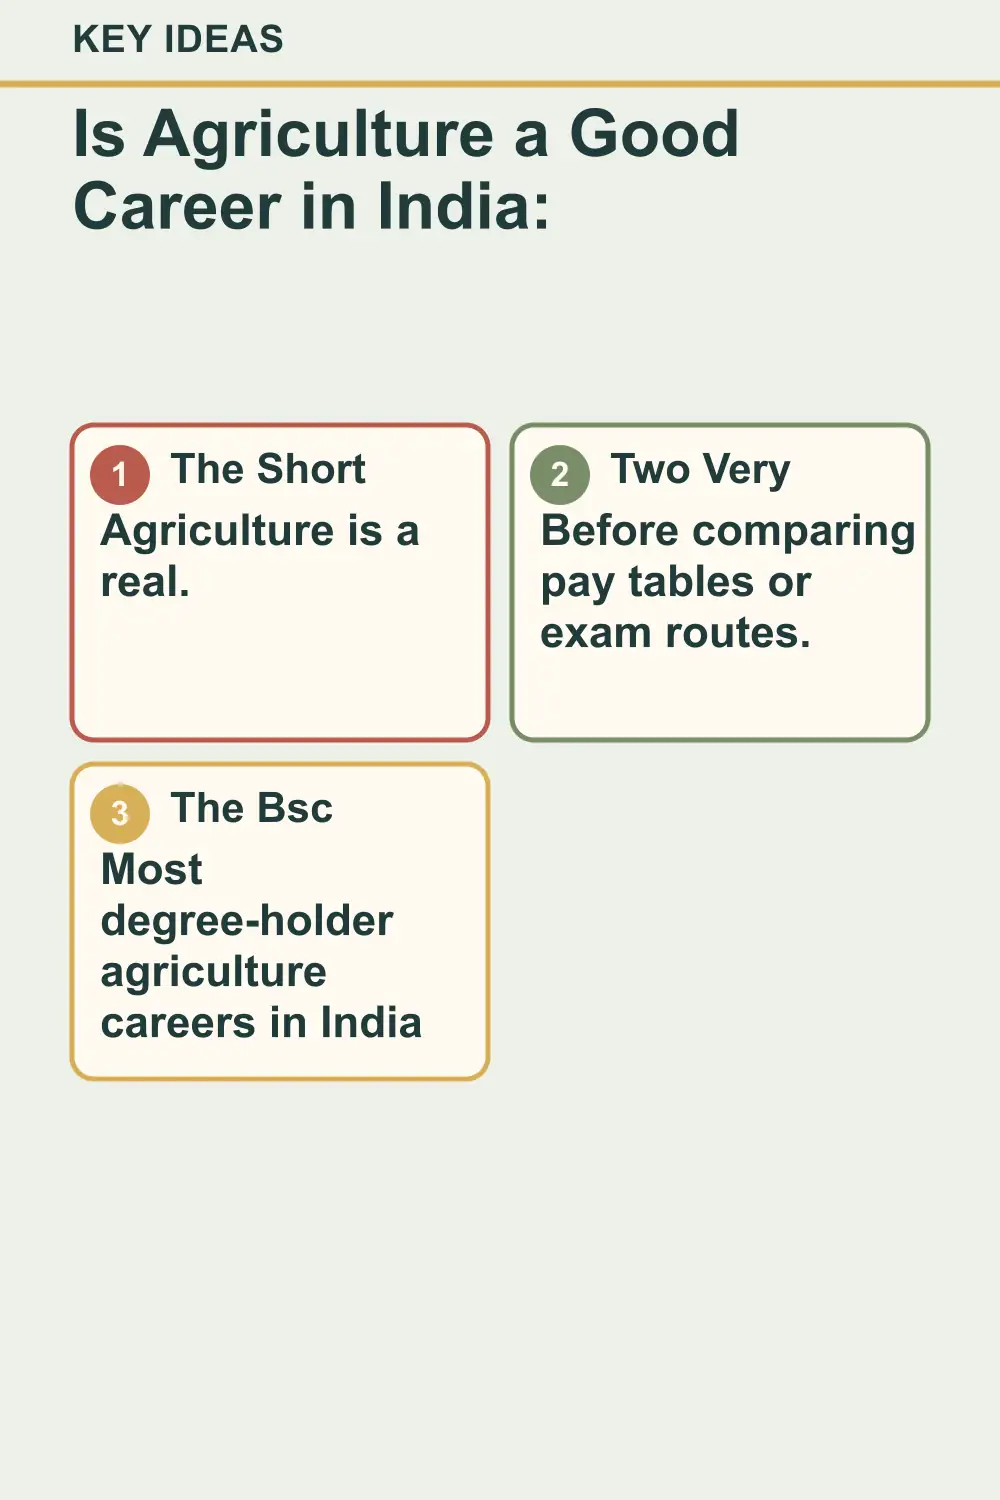 KEY IDEAS
Is Agriculture a Good
Career in India:
1 The Short
Agriculture is a
real.
2 Two Very
Before comparing
pay tables or
exam routes.
3 The Bsc
Most
degree-holder
agriculture
careers in India